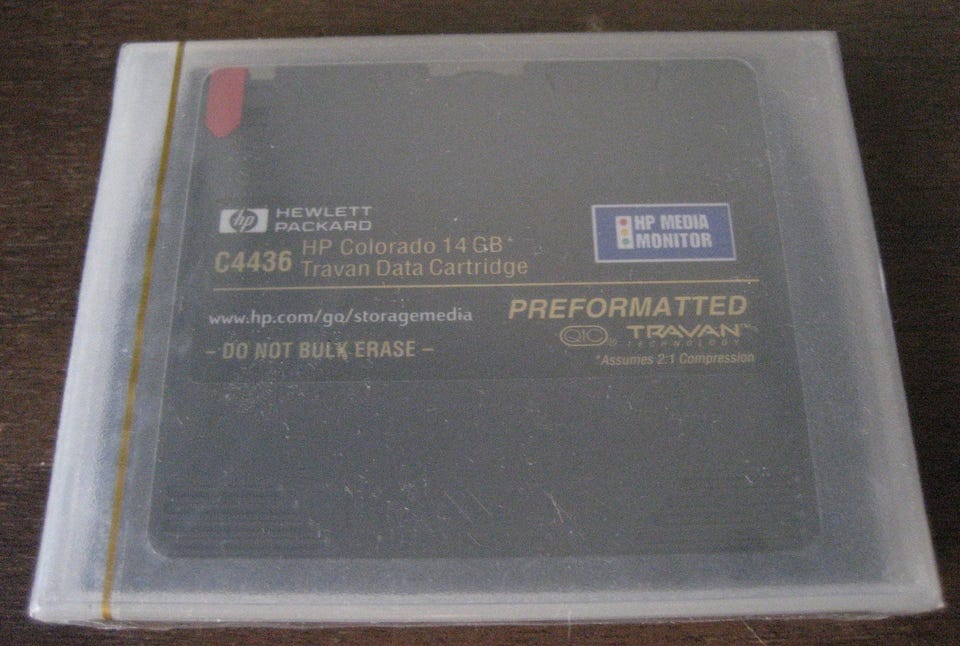 hp HEWLETT
PACKARD
C4436 HP Colorado 14 GB*
Travan Data Cartridge
HP MEDIA
MONITOR
www.hp.com/go/storagemedia
- DO NOT BULK ERASE -
PREFORMATTED
QIC® TRAVAN™
TECHNOLOGY
*Assumes 2:1 Compression